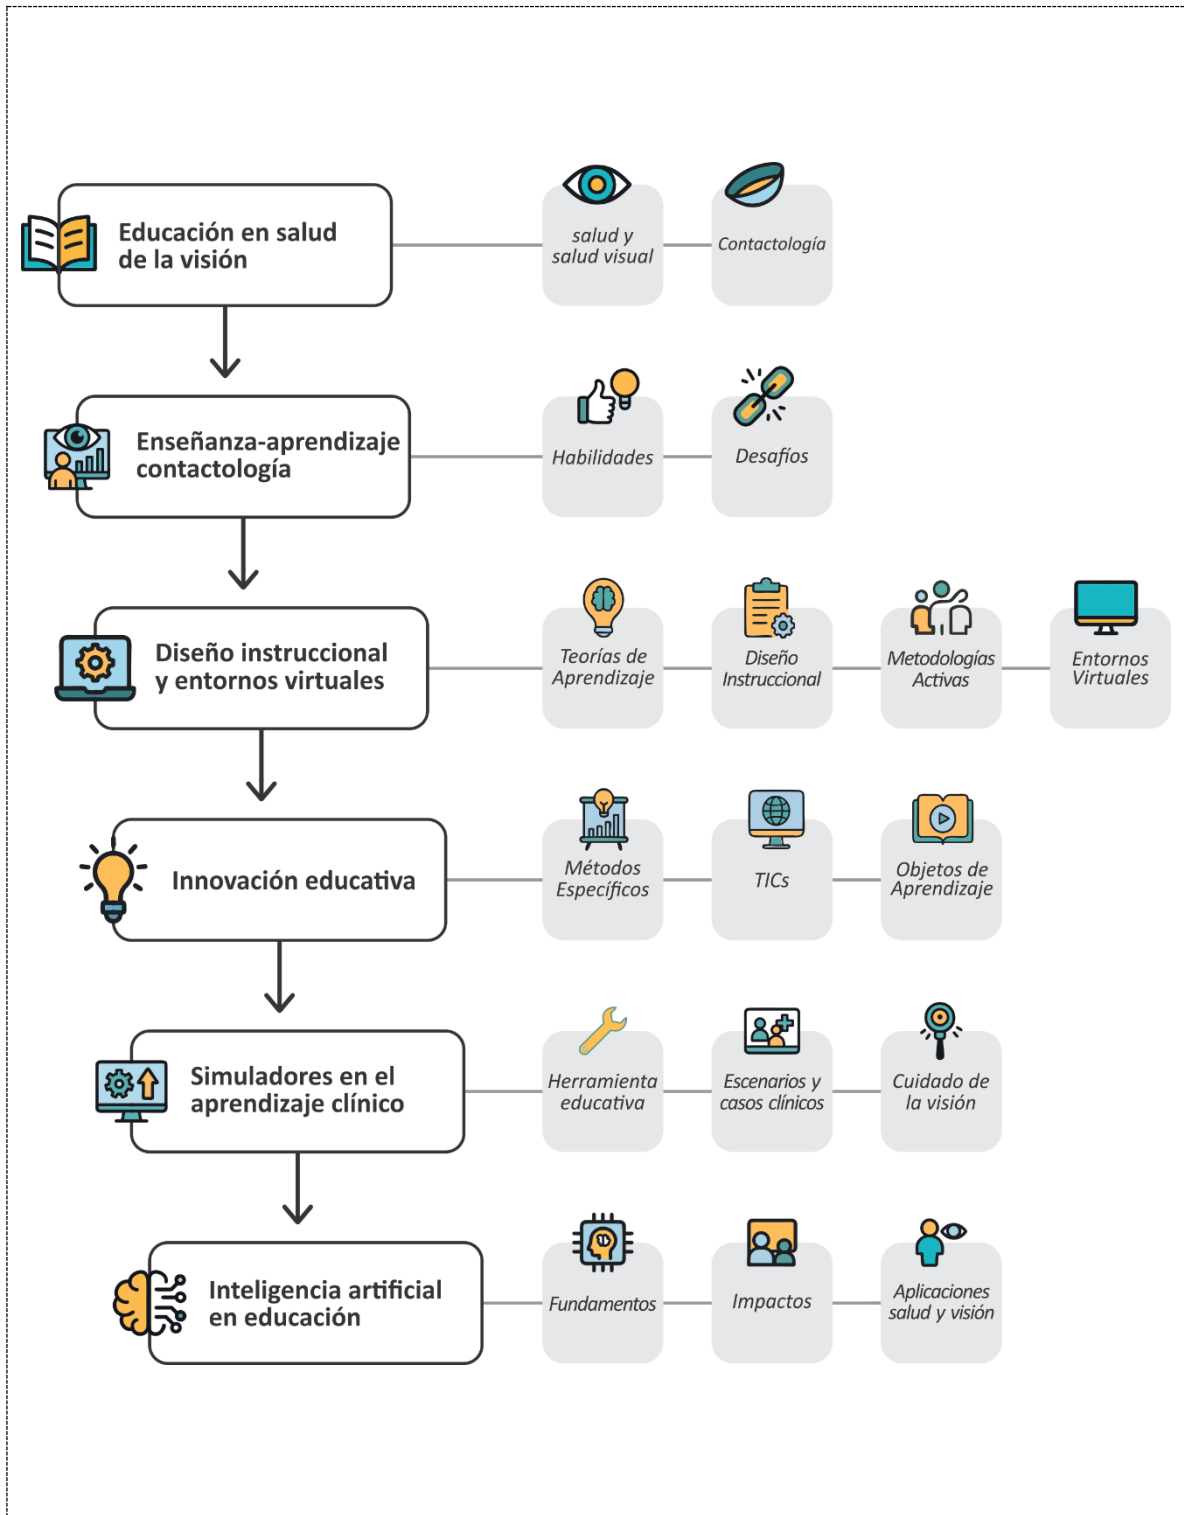 Educación en salud
de la visión
salud y
salud visual
Contactología
Enseñanza-aprendizaje
contactología
Habilidades
Desafíos
Diseño instruccional
y entornos virtuales
Teorías de
Aprendizaje
Diseño
Instruccional
Metodologías
Activas
Entornos
Virtuales
Innovación educativa
Métodos
Específicos
TICs
Objetos de
Aprendizaje
Simuladores en el
aprendizaje clínico
Herramienta
educativa
Escenarios y
casos clínicos
Cuidado de
la visión
Inteligencia artificial
en educación
Fundamentos
Impactos
Aplicaciones
salud y visión